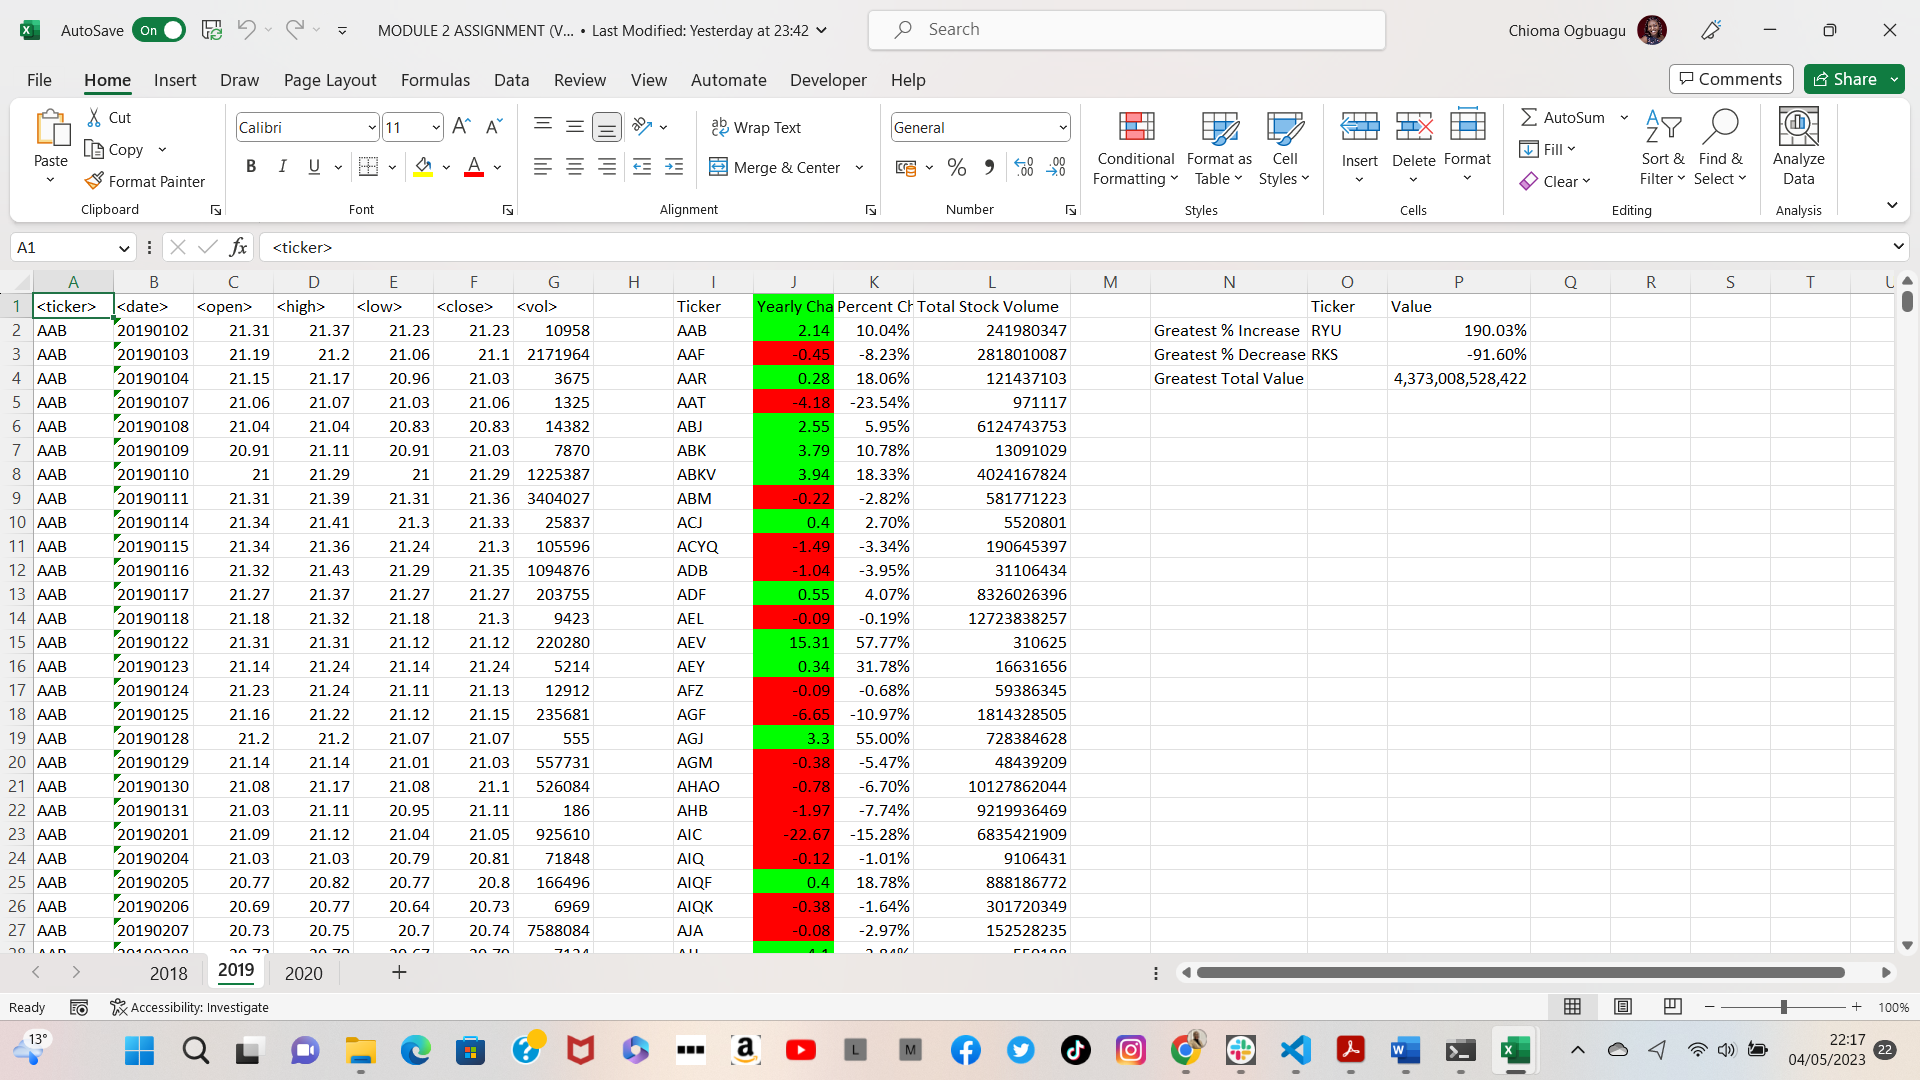 AutoSave On MODULE 2 ASSIGNMENT (V... • Last Modified: Yesterday at 23:42 Search Chioma Ogbuagu
File Home Insert Draw Page Layout Formulas Data Review View Automate Developer Help Comments Share
Paste Cut Copy Format Painter Clipboard
Calibri 11 B I U A Font
Wrap Text Merge & Center Alignment
General % Number
Conditional Formatting Format as Table Cell Styles Styles
Insert Delete Format Cells
AutoSum Fill Clear Sort & Filter Find & Select Editing
Analyze Data Analysis
A1 fx <ticker>
A B C D E F G H I J K L M N O P Q R S T U
1 <ticker> <date> <open> <high> <low> <close> <vol> Ticker Yearly Cha Percent Ch Total Stock Volume Ticker Value
2 AAB 20190102 21.31 21.37 21.23 21.23 10958 AAB 2.14 10.04% 241980347 Greatest % Increase RYU 190.03%
3 AAB 20190103 21.19 21.2 21.06 21.1 2171964 AAF -0.45 -8.23% 2818010087 Greatest % Decrease RKS -91.60%
4 AAB 20190104 21.15 21.17 20.96 21.03 3675 AAR 0.28 18.06% 121437103 Greatest Total Value 4,373,008,528,422
5 AAB 20190107 21.06 21.07 21.03 21.06 1325 AAT -4.18 -23.54% 971117
6 AAB 20190108 21.04 21.04 20.83 20.83 14382 ABJ 2.55 5.95% 6124743753
7 AAB 20190109 20.91 21.11 20.91 21.03 7870 ABK 3.79 10.78% 13091029
8 AAB 20190110 21 21.29 21 21.29 1225387 ABKV 3.94 18.33% 4024167824
9 AAB 20190111 21.31 21.39 21.31 21.36 3404027 ABM -0.22 -2.82% 581771223
10 AAB 20190114 21.34 21.41 21.3 21.33 25837 ACJ 0.4 2.70% 5520801
11 AAB 20190115 21.34 21.36 21.24 21.3 105596 ACYQ -1.49 -3.34% 190645397
12 AAB 20190116 21.32 21.43 21.29 21.35 1094876 ADB -1.04 -3.95% 31106434
13 AAB 20190117 21.27 21.37 21.27 21.27 203755 ADF 0.55 4.07% 8326026396
14 AAB 20190118 21.18 21.32 21.18 21.3 9423 AEL -0.09 -0.19% 12723838257
15 AAB 20190122 21.31 21.31 21.12 21.12 220280 AEV 15.31 57.77% 310625
16 AAB 20190123 21.14 21.24 21.14 21.24 5214 AEY 0.34 31.78% 16631656
17 AAB 20190124 21.23 21.24 21.11 21.13 12912 AFZ -0.09 -0.68% 59386345
18 AAB 20190125 21.16 21.22 21.12 21.15 235681 AGF -6.65 -10.97% 1814328505
19 AAB 20190128 21.2 21.2 21.07 21.07 555 AGJ 3.3 55.00% 728384628
20 AAB 20190129 21.14 21.14 21.01 21.03 557731 AGM -0.38 -5.47% 48439209
21 AAB 20190130 21.08 21.17 21.08 21.1 526084 AHAO -0.78 -6.70% 10127862044
22 AAB 20190131 21.03 21.11 20.95 21.11 186 AHB -1.97 -7.74% 9219936469
23 AAB 20190201 21.09 21.12 21.04 21.05 925610 AIC -22.67 -15.28% 6835421909
24 AAB 20190204 21.03 21.03 20.79 20.81 71848 AIQ -0.12 -1.01% 9106431
25 AAB 20190205 20.77 20.82 20.77 20.8 166496 AIQF 0.4 18.78% 888186772
26 AAB 20190206 20.69 20.77 20.64 20.73 6969 AIQK -0.38 -1.64% 301720349
27 AAB 20190207 20.73 20.75 20.7 20.74 7588084 AJA -0.08 -2.97% 152528235
2018 2019 2020
Ready Accessibility: Investigate 100%
13° 22:17
04/05/2023 22